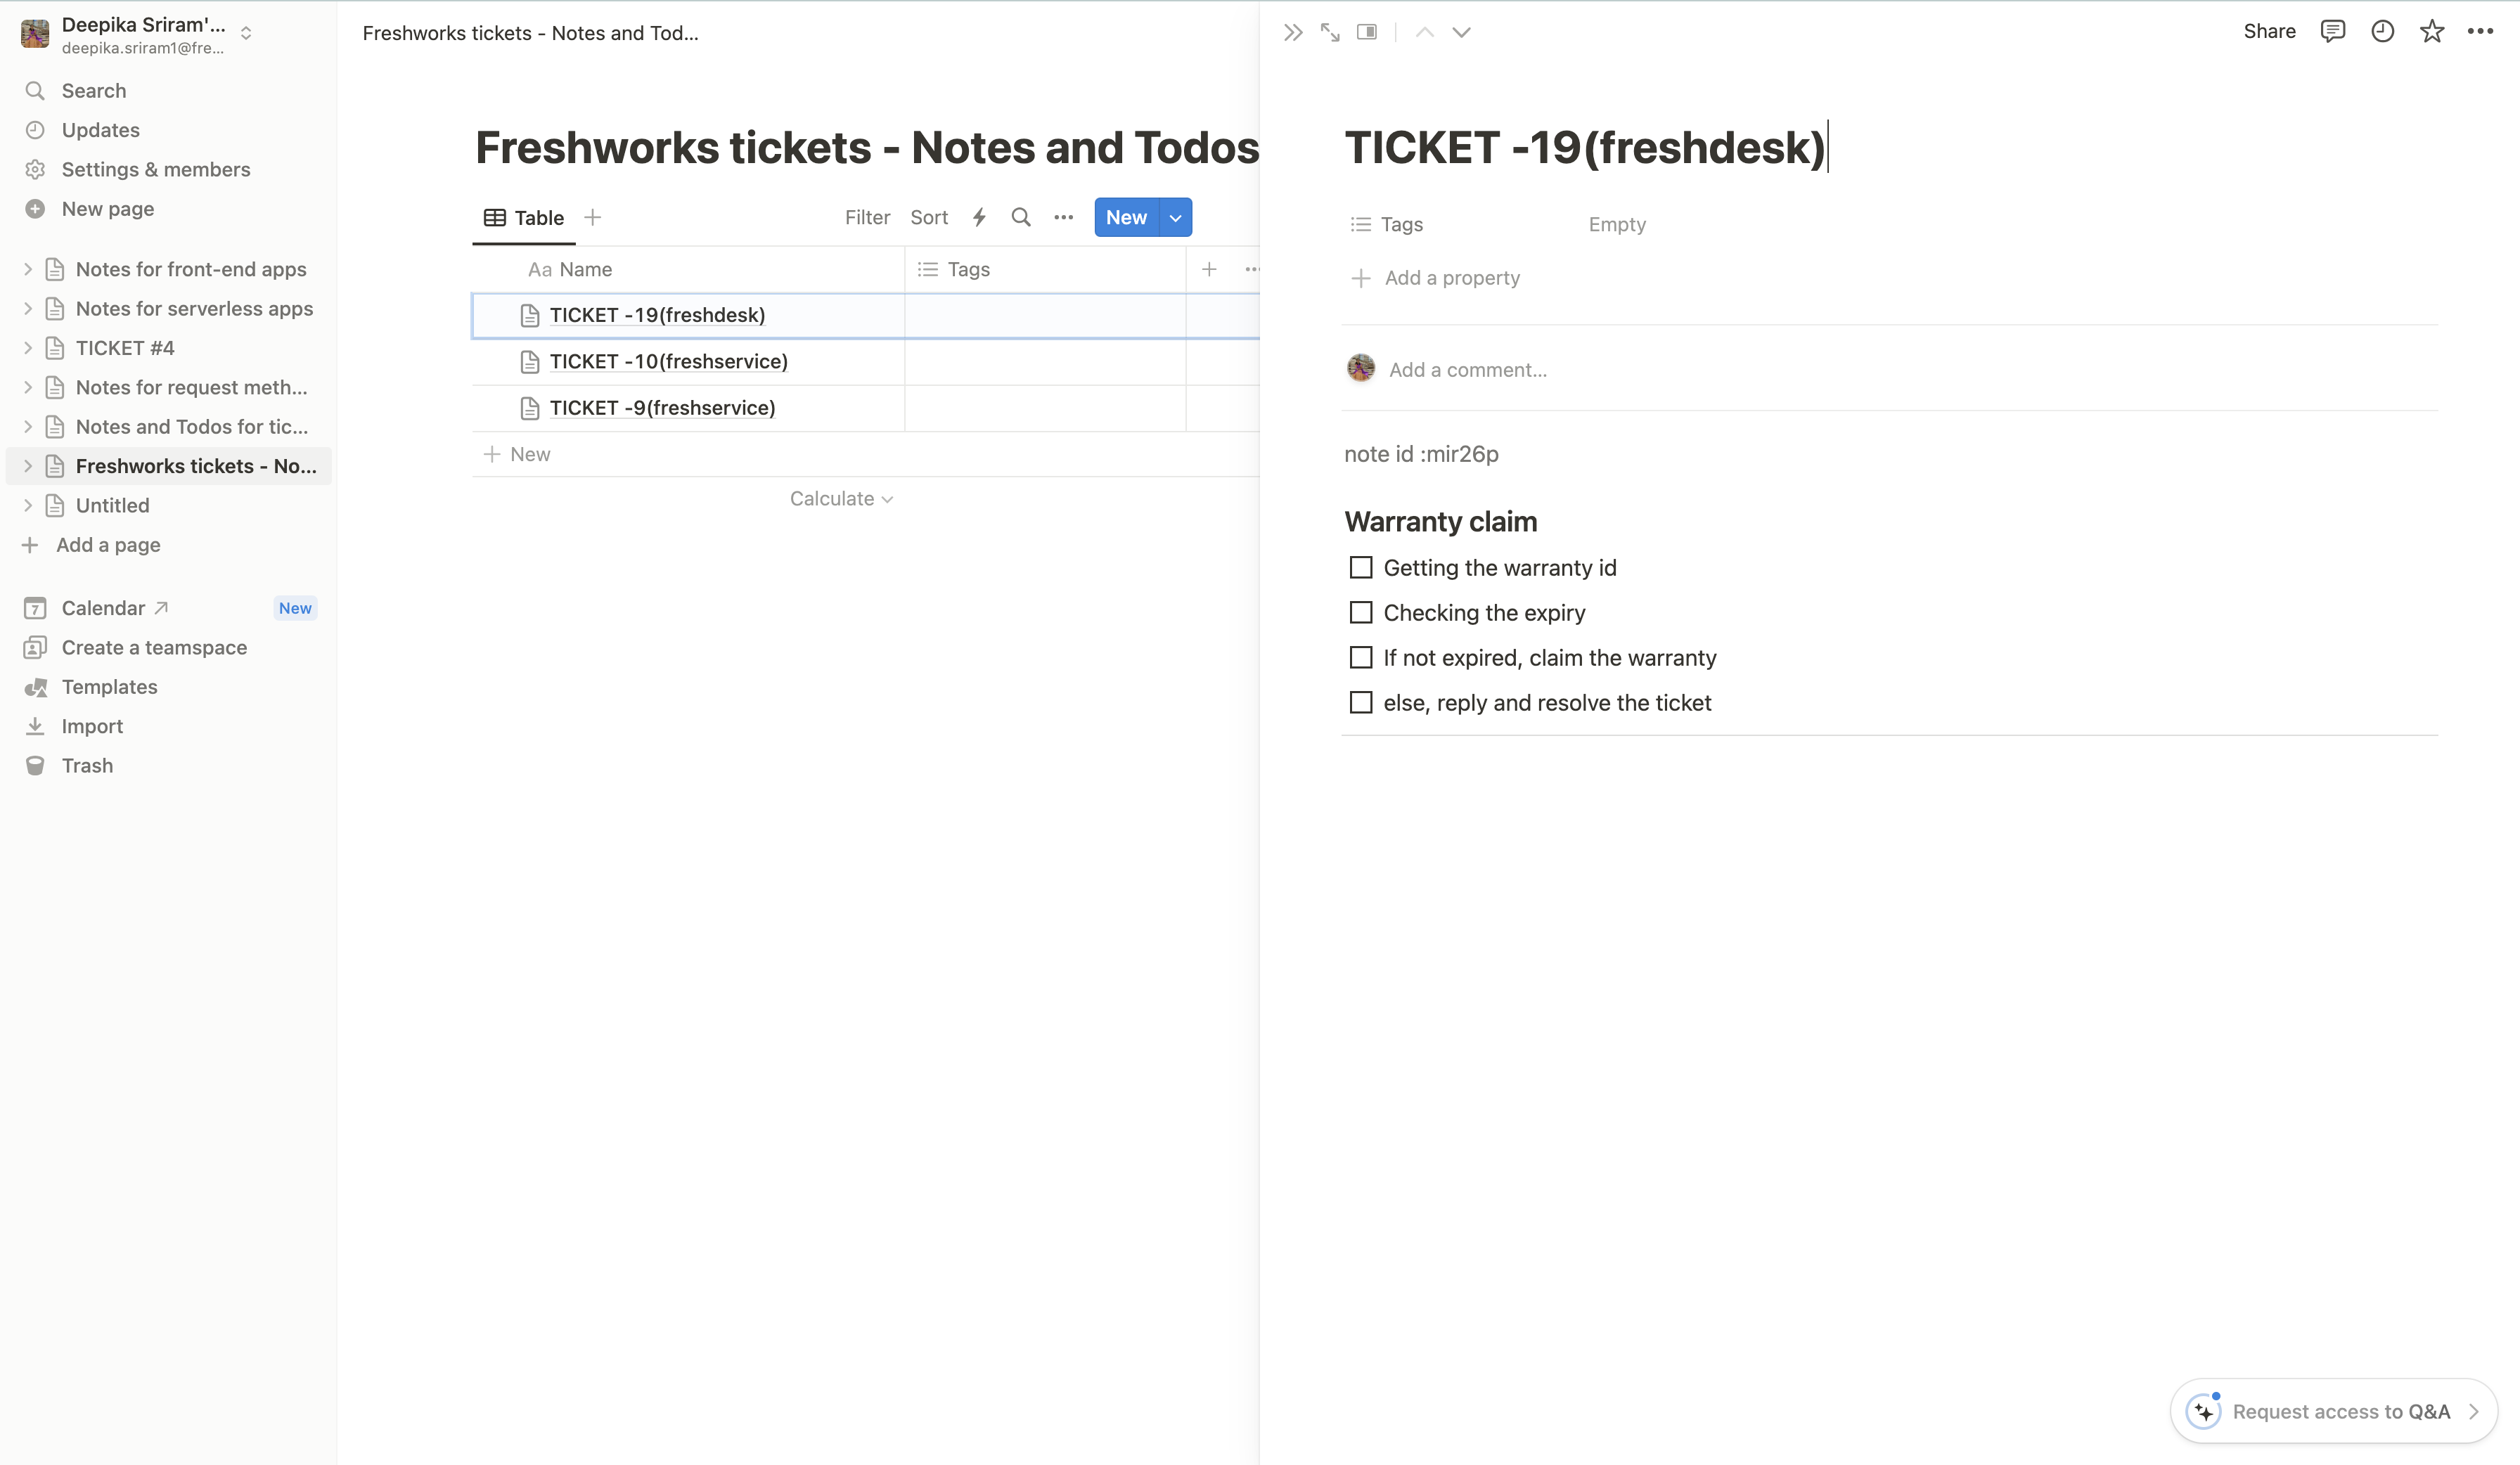 Deepika Sriram'...
deepika.sriram1@fre...
Search
Updates
Settings & members
New page
Notes for front-end apps
Notes for serverless apps
TICKET #4
Notes for request meth...
Notes and Todos for tic...
Freshworks tickets - No...
Untitled
Add a page
7 Calendar New
Create a teamspace
Templates
Import
Trash
Freshworks tickets - Notes and Tod...
Freshworks tickets - Notes and Todos
Table Filter Sort New
Aa Name Tags
TICKET -19(freshdesk)
TICKET -10(freshservice)
TICKET -9(freshservice)
New
Calculate
Share
TICKET -19(freshdesk)
Tags Empty
Add a property
Add a comment...
note id :mir26p
Warranty claim
Getting the warranty id
Checking the expiry
If not expired, claim the warranty
else, reply and resolve the ticket
Request access to Q&A